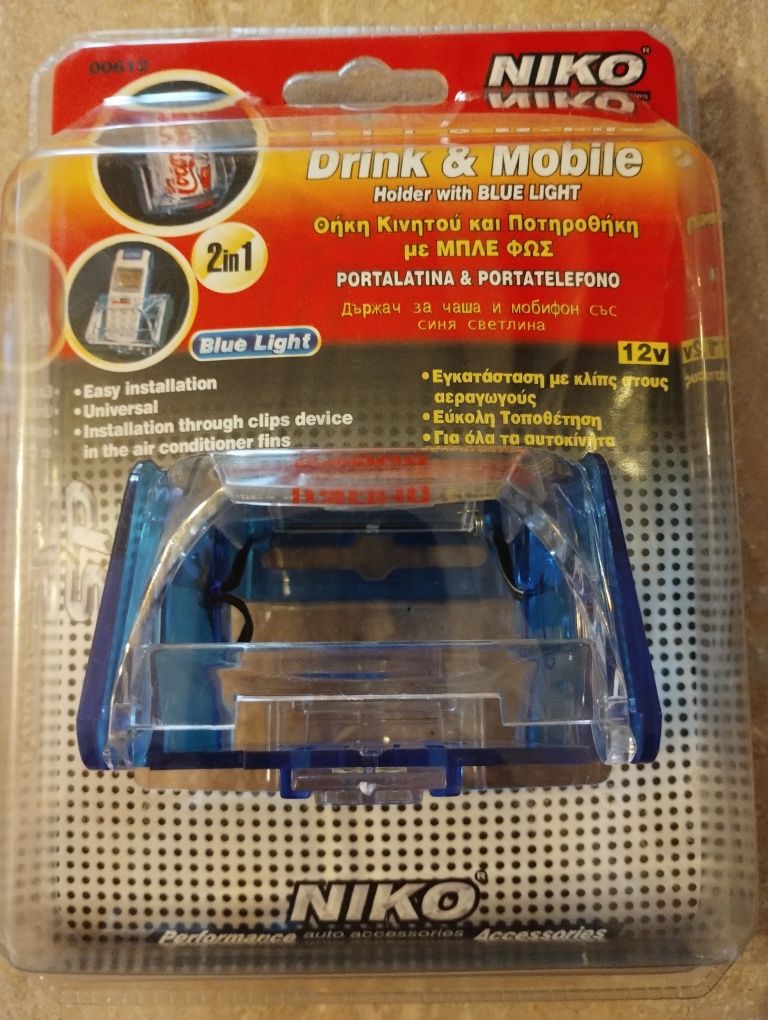 00612
NIKO
Drink & Mobile
Holder with BLUE LIGHT
Θήκη Κινητού και Ποτηροθήκη
με ΜΠΛΕ ΦΩΣ
2in1
PORTALATINA & PORTATELEFONO
Държач за чаша и мобифон със
синя светлина
Blue Light
12v
• Easy installation
• Universal
• Installation through clips device
in the air conditioner fins
• Εγκατάσταση με κλίπς στους
αεραγωγούς
• Εύκολη Τοποθέτηση
• Για όλα τα αυτοκίνητα
NIKO
Performance auto accessories Accessories